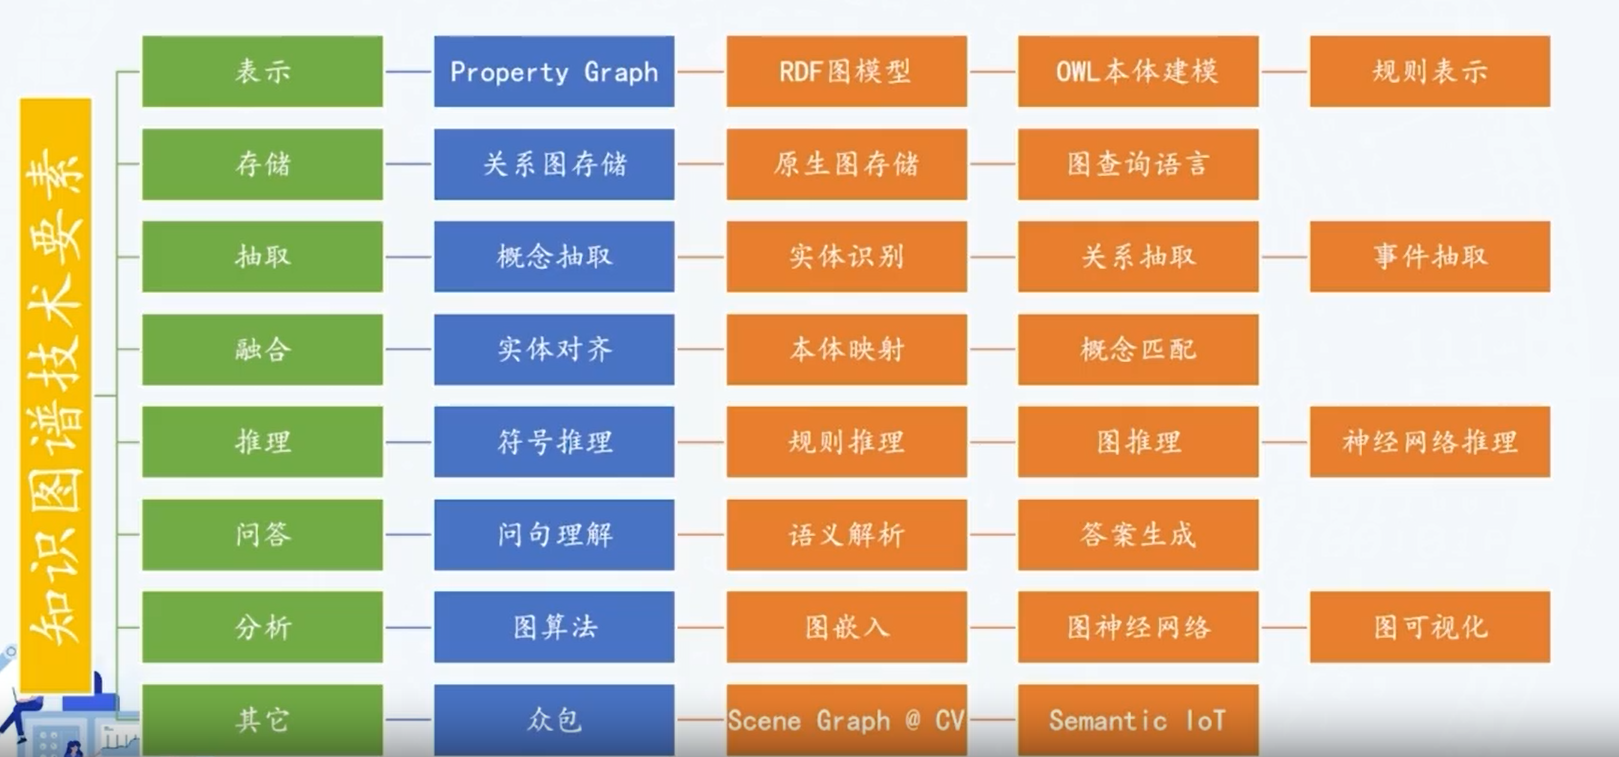 知识图谱技术要素
表示 Property Graph RDF图模型 OWL本体建模 规则表示
存储 关系图存储 原生图存储 图查询语言
抽取 概念抽取 实体识别 关系抽取 事件抽取
融合 实体对齐 本体映射 概念匹配
推理 符号推理 规则推理 图推理 神经网络推理
问答 问句理解 语义解析 答案生成
分析 图算法 图嵌入 图神经网络 图可视化
其它 众包 Scene Graph @ CV Semantic IoT